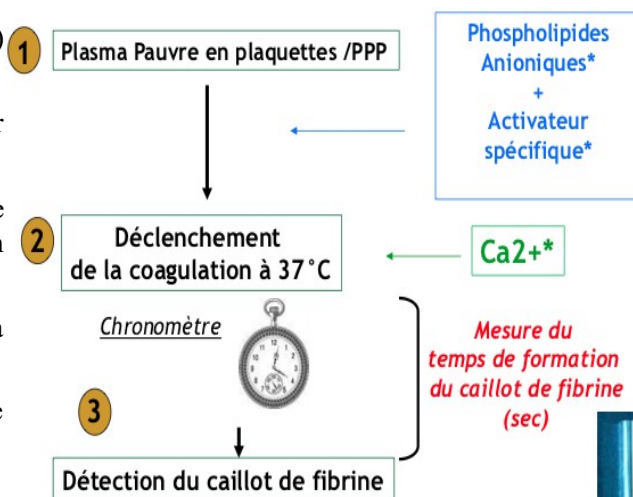 )
1
Plasma Pauvre en plaquettes /PPP
Phospholipides
Anioniques*
+
Activateur
spécifique*
r
e
n
2
Déclenchement
de la coagulation à 37°C
Ca2+*
Chronomètre
a
Mesure du
temps de formation
du caillot de fibrine
(sec)
e
3
Détection du caillot de fibrine